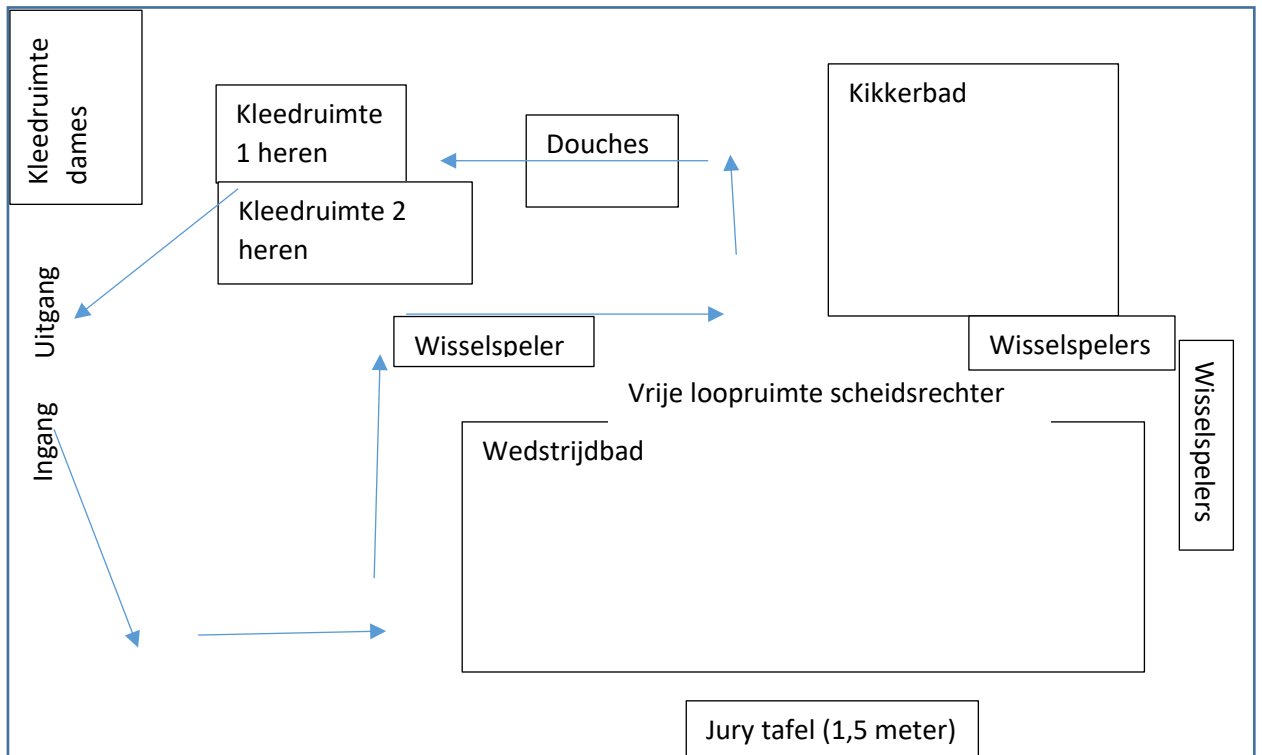 Kleedruimte
dames
Kleedruimte
1 heren
Douches
Kikkerbad
Kleedruimte 2
heren
Uitgang
Wisselspeler
Wisselspelers
Wisselspelers
Vrije loopruimte scheidsrechter
Ingang
Wedstrijdbad
Jury tafel (1,5 meter)